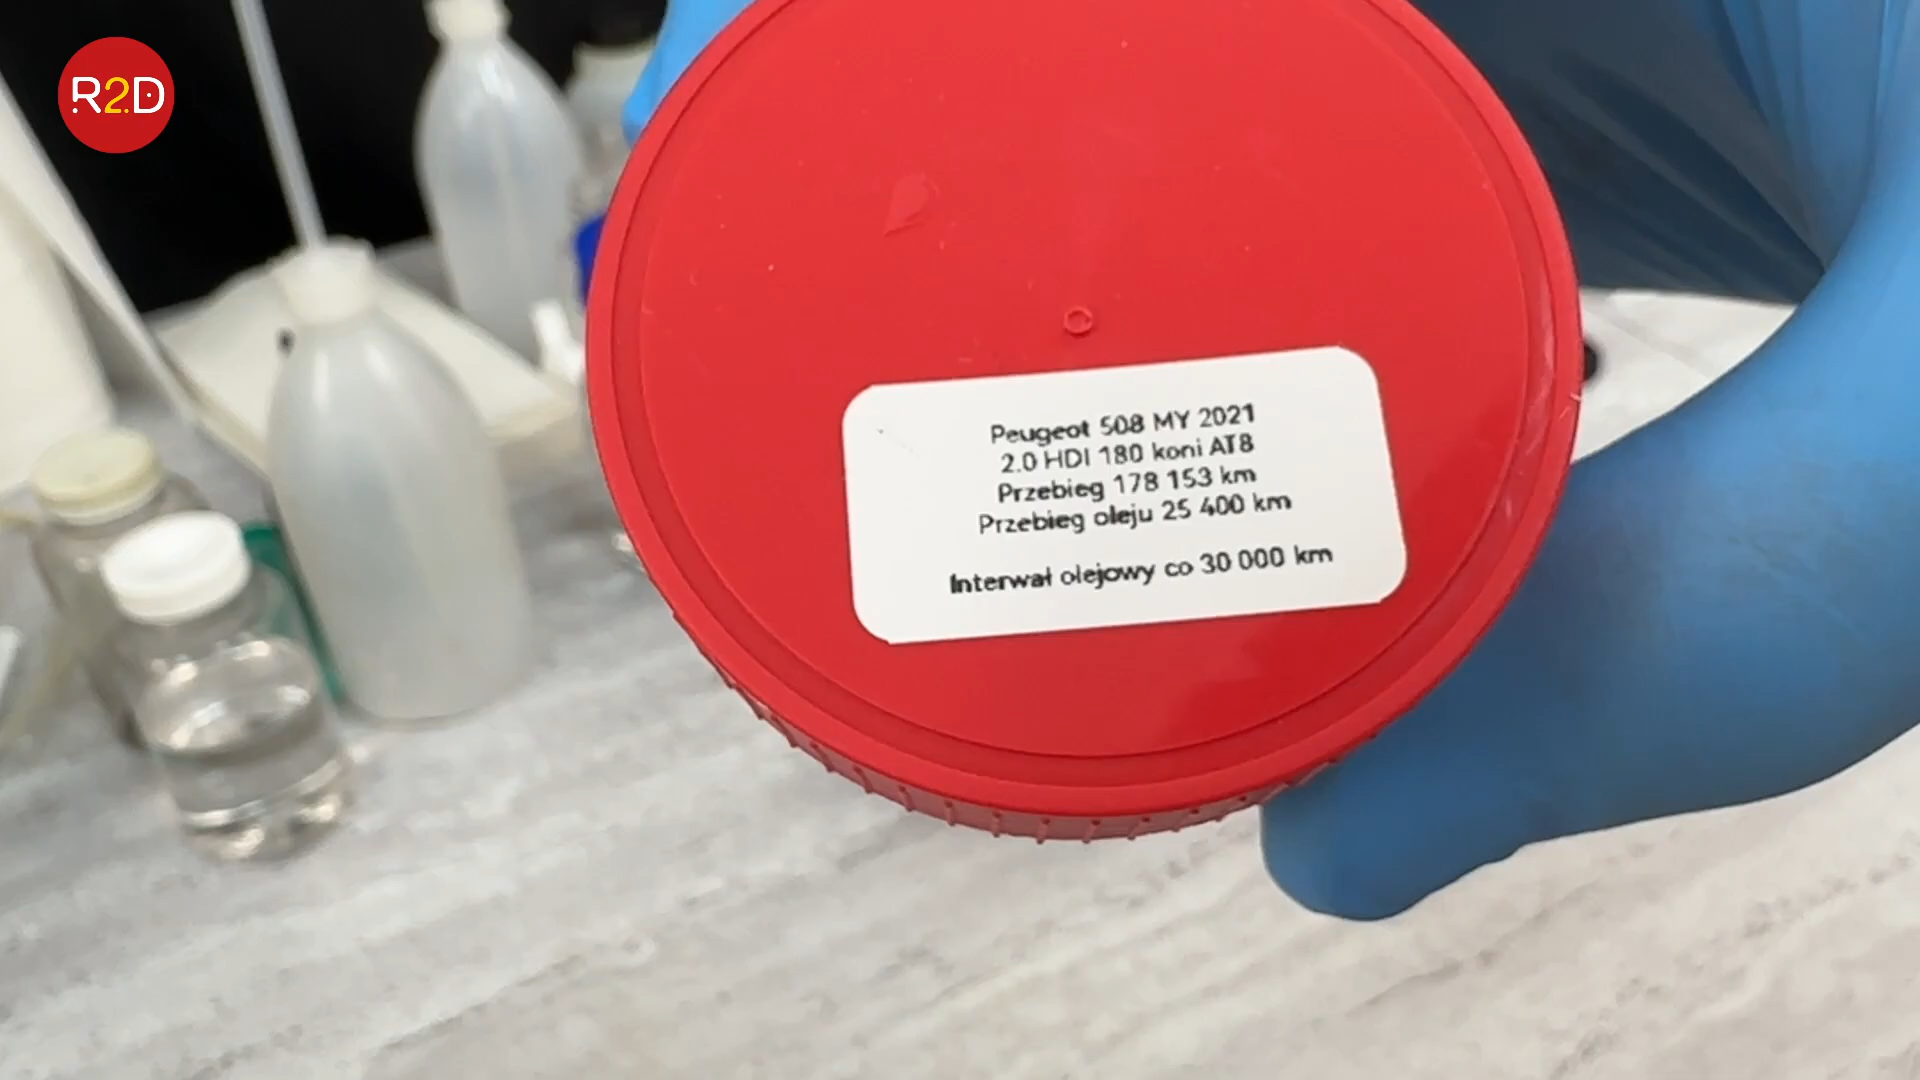 R2D
Peugeot 508 MY 2021
2.0 HDI 180 koni AT8
Przebieg 178 153 km
Przebieg oleju 25 400 km
Interwał olejowy co 30 000 km